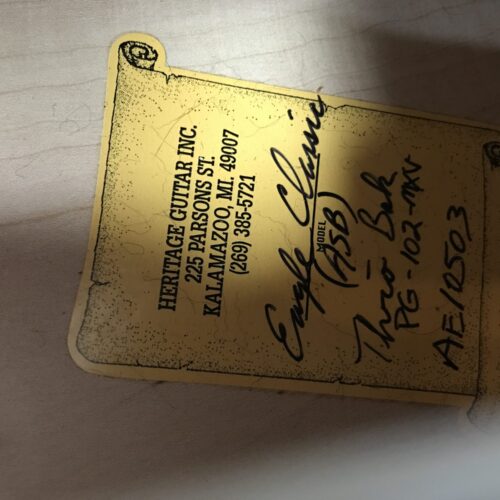 HERITAGE GUITAR INC.
225 PARSONS ST.
KALAMAZOO, MI. 49007
(269) 385-5721
Eagle Classic
MODEL
(ASB)
Thro Bak
PG-102-MXV
AE12503